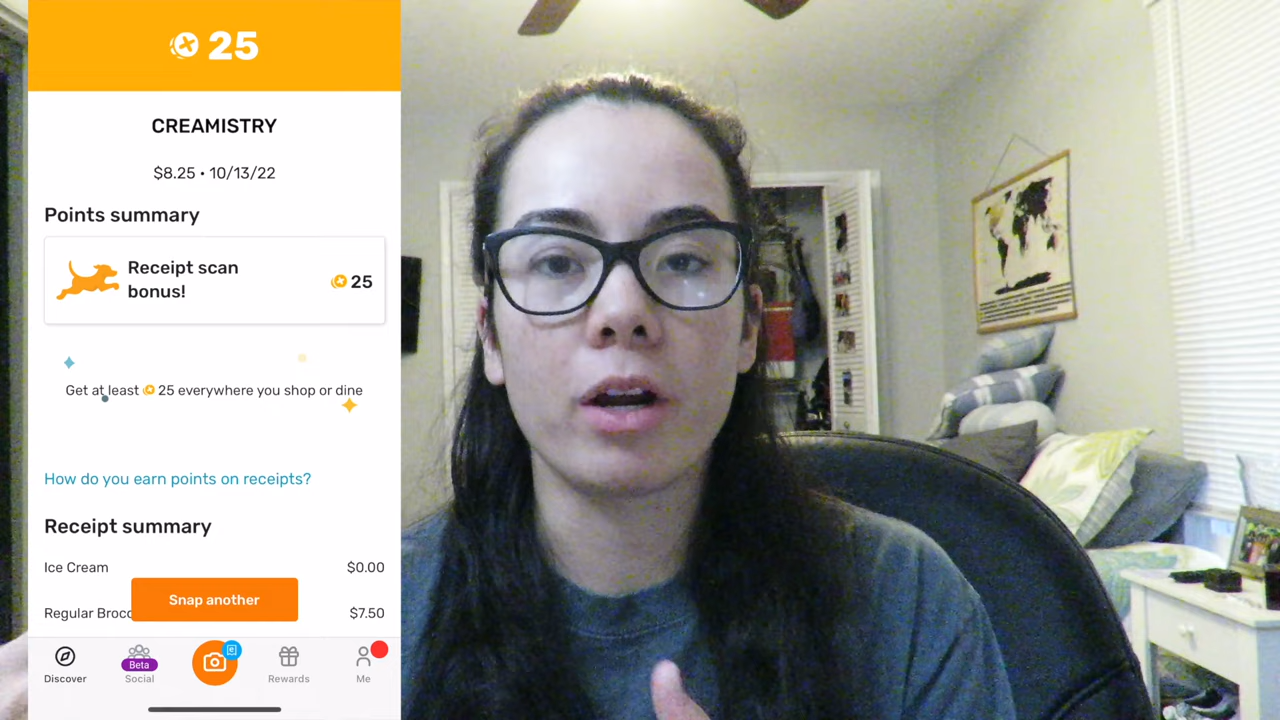 25
CREAMISTRY
$8.25 • 10/13/22
Points summary
Receipt scan
bonus!
25
Get at least 25 everywhere you shop or dine
How do you earn points on receipts?
Receipt summary
Ice Cream $0.00
Regular $7.50
Snap another
Beta
Discover Social Rewards Me